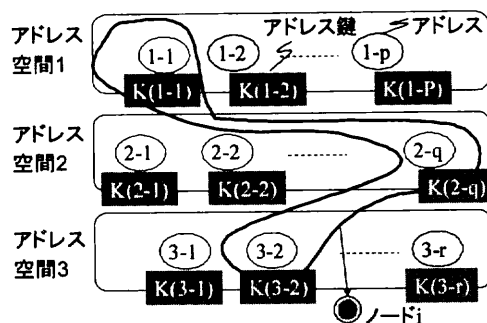 アドレス鍵 アドレス
アドレス空間1
1-1 1-2 1-p
K(1-1) K(1-2) K(1-P)
アドレス空間2
2-1 2-2 2-q
K(2-1) K(2-2) K(2-q)
アドレス空間3
3-1 3-2 3-r
K(3-1) K(3-2) K(3-r)
ノードi